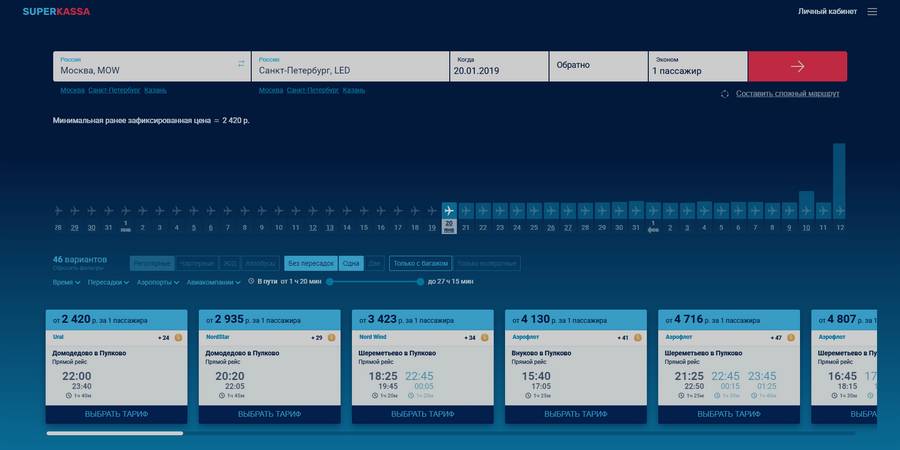 SUPERKASSA
Личный кабинет
Россия
Москва, MOW
Россия
Санкт-Петербург, LED
Когда
20.01.2019
Обратно
Эконом
1 пассажир
Москва Санкт-Петербург Казань
Москва Санкт-Петербург Казань
Составить сложный маршрут
Минимальная ранее зафиксированная цена = 2 420 р.
28 29 30 31 1 янв 2 3 4 5 6 7 8 9 10 11 12 13 14 15 16 17 18 19 20 янв 21 22 23 24 25 26 27 28 29 30 31 1 фев 2 3 4 5 6 7 8 9 10 11 12
46 вариантов
Сбросить фильтры
Регулярные Чартерные Ж/Д Автобусы
Без пересадок Одна Две
Только с багажом Только возвратные
Время Пересадки Аэропорты Авиакомпании
В пути от 1 ч 20 мин до 27 ч 15 мин
от 2 420 р. за 1 пассажира
Ural + 24
Домодедово в Пулково
Прямой рейс
22:00
23:40
1ч 40м
ВЫБРАТЬ ТАРИФ
от 2 935 р. за 1 пассажира
NordStar + 29
Домодедово в Пулково
Прямой рейс
20:20
22:05
1ч 45м
ВЫБРАТЬ ТАРИФ
от 3 423 р. за 1 пассажира
Nord Wind + 34
Шереметьево в Пулково
Прямой рейс
18:25 22:45
19:45 00:05
1ч 20м 1ч 20м
ВЫБРАТЬ ТАРИФ
от 4 130 р. за 1 пассажира
Аэрофлот + 41
Внуково в Пулково
Прямой рейс
15:40
17:05
1ч 25м
ВЫБРАТЬ ТАРИФ
от 4 716 р. за 1 пассажира
Аэрофлот + 47
Шереметьево в Пулково
Прямой рейс
21:25 22:45 23:45
22:50 00:15 01:25
1ч 25м 1ч 30м 1ч 40м
ВЫБРАТЬ ТАРИФ
от 4 807 р. за 1
Аэрофлот
Шереметьево в Пу
Прямой рейс
16:45 17
18:15
1ч 30м
ВЫБРА